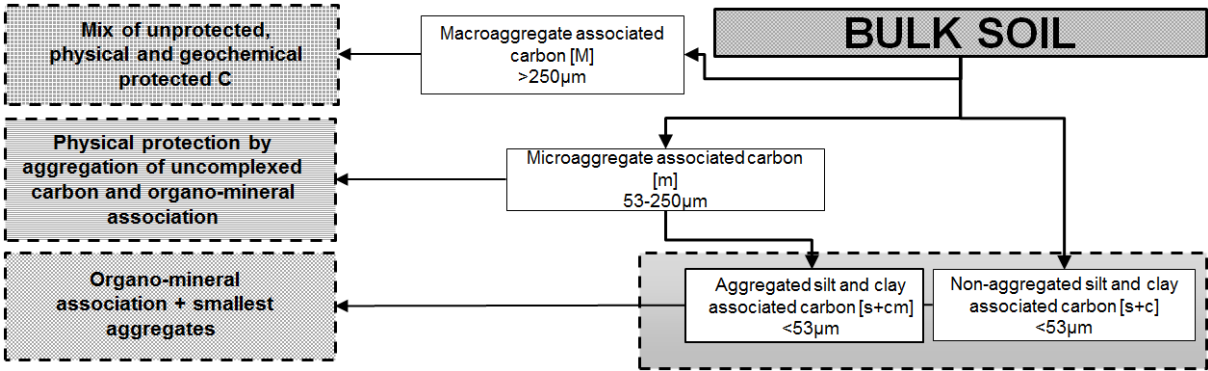 BULK SOIL
Mix of unprotected,
physical and geochemical
protected C
Macroaggregate associated
carbon [M]
>250µm
Physical protection by
aggregation of uncomplexed
carbon and organo-mineral
association
Microaggregate associated carbon
[m]
53-250µm
Organo-mineral
association + smallest
aggregates
Aggregated silt and clay
associated carbon [s+cm]
<53µm
Non-aggregated silt and clay
associated carbon [s+c]
<53µm